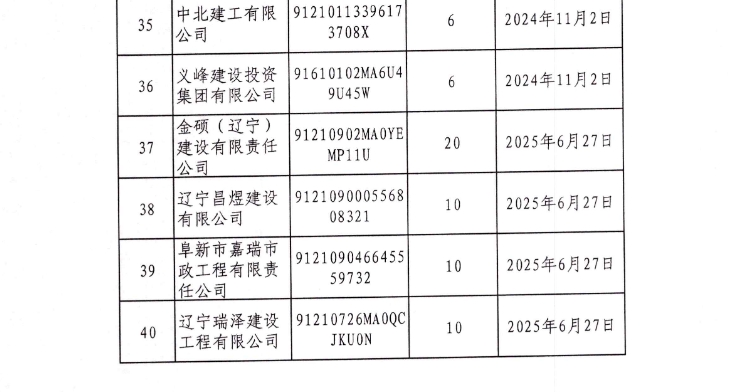 35
中北建工有限
公司
9121011339617
3708X
6
2024年11月2日
36
义峰建设投资
集团有限公司
91610102MA6U4
9U45W
6
2024年11月2日
37
金硕（辽宁）
建设有限责任
公司
91210902MA0YE
MP11U
20
2025年6月27日
38
辽宁昌煜建设
有限公司
9121090005568
08321
10
2025年6月27日
39
阜新市嘉瑞市
政工程有限责
任公司
9121090466455
59732
10
2025年6月27日
40
辽宁瑞泽建设
工程有限公司
91210726MA0QC
JKU0N
10
2025年6月27日